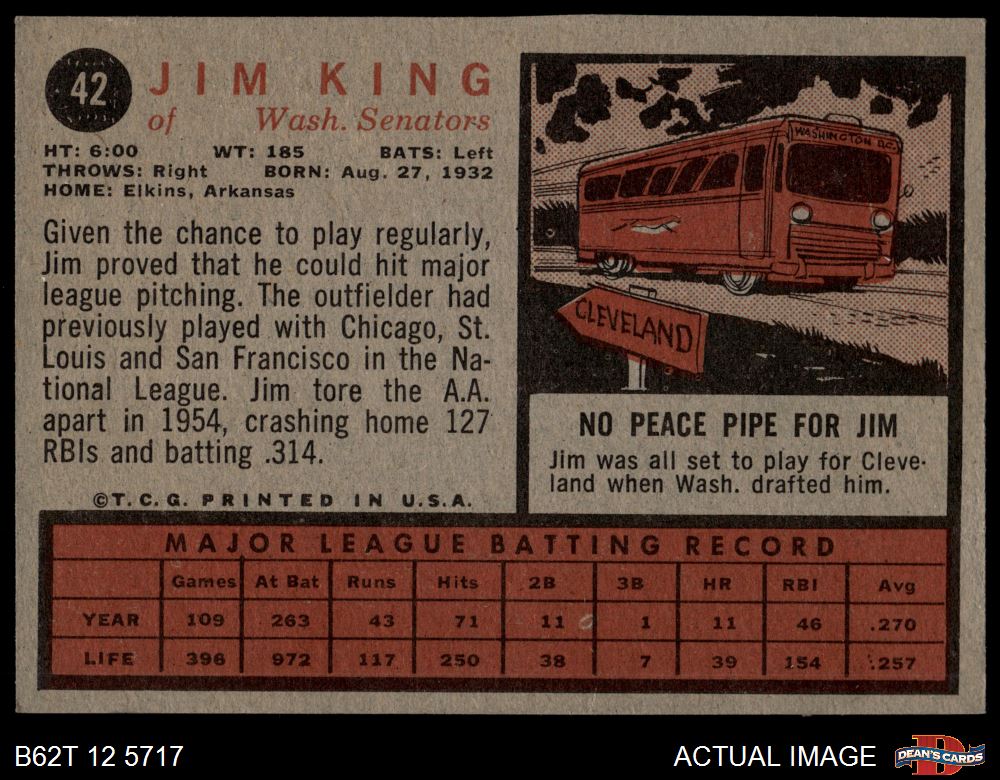 42
JIM KING
of Wash. Senators
HT: 6:00 WT: 185 BATS: Left
THROWS: Right BORN: Aug. 27, 1932
HOME: Elkins, Arkansas
Given the chance to play regularly,
Jim proved that he could hit major
league pitching. The outfielder had
previously played with Chicago, St.
Louis and San Francisco in the Na-
tional League. Jim tore the A.A.
apart in 1954, crashing home 127
RBIs and batting .314.
©T.C.G. PRINTED IN U.S.A.
WASHINGTON D.C.
CLEVELAND
NO PEACE PIPE FOR JIM
Jim was all set to play for Cleve-
land when Wash. drafted him.
MAJOR LEAGUE BATTING RECORD
Games At Bat Runs Hits 2B 3B HR RBI Avg
YEAR 109 263 43 71 11 1 11 46 .270
LIFE 396 972 117 250 38 7 39 154 .257
B62T 12 5717 ACTUAL IMAGE
DEAN'S CARDS